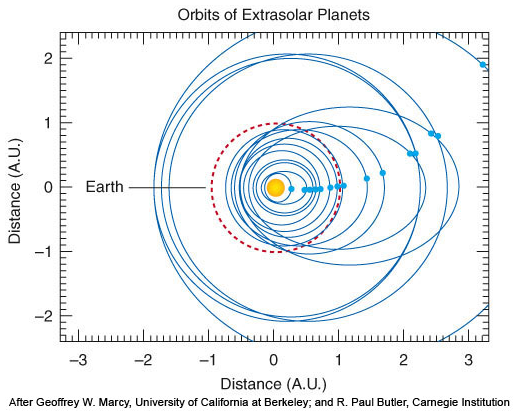 Orbits of Extrasolar Planets
2
1
0
−1
−2
Distance (A.U.)
Earth
−3 −2 −1 0 1 2 3
Distance (A.U.)
After Geoffrey W. Marcy, University of California at Berkeley; and R. Paul Butler, Carnegie Institution